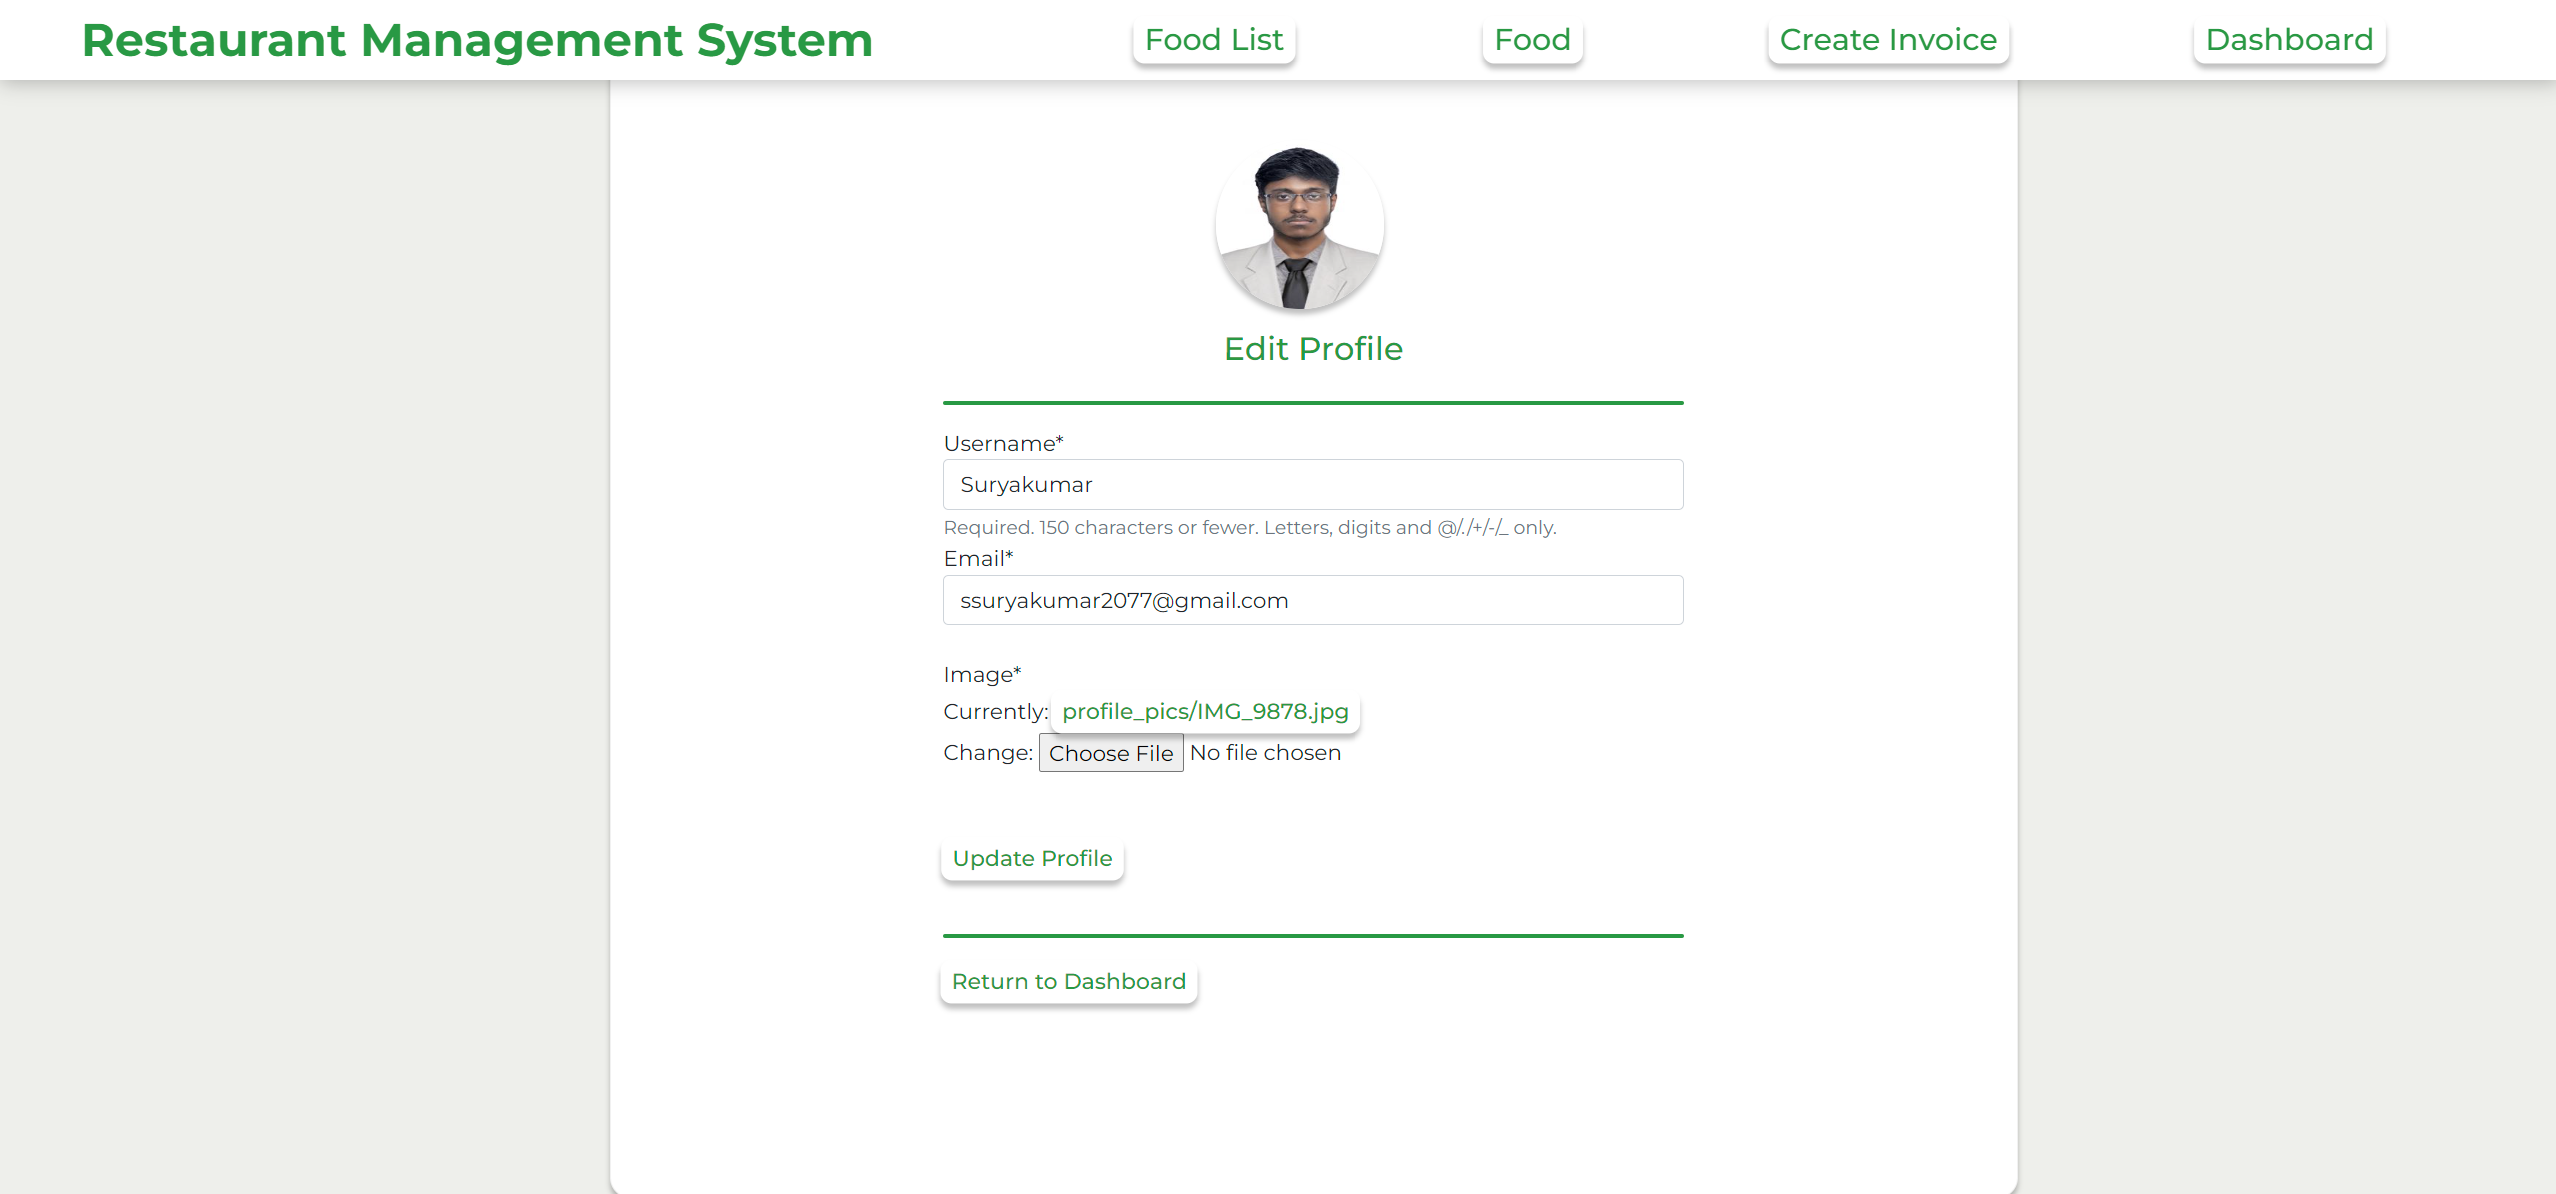 Restaurant Management System Food List Food Create Invoice Dashboard
Edit Profile
Username*
Suryakumar
Required. 150 characters or fewer. Letters, digits and @/./+/-/_ only.
Email*
ssuryakumar2077@gmail.com
Image*
Currently: profile_pics/IMG_9878.jpg
Change: Choose File No file chosen
Update Profile
Return to Dashboard